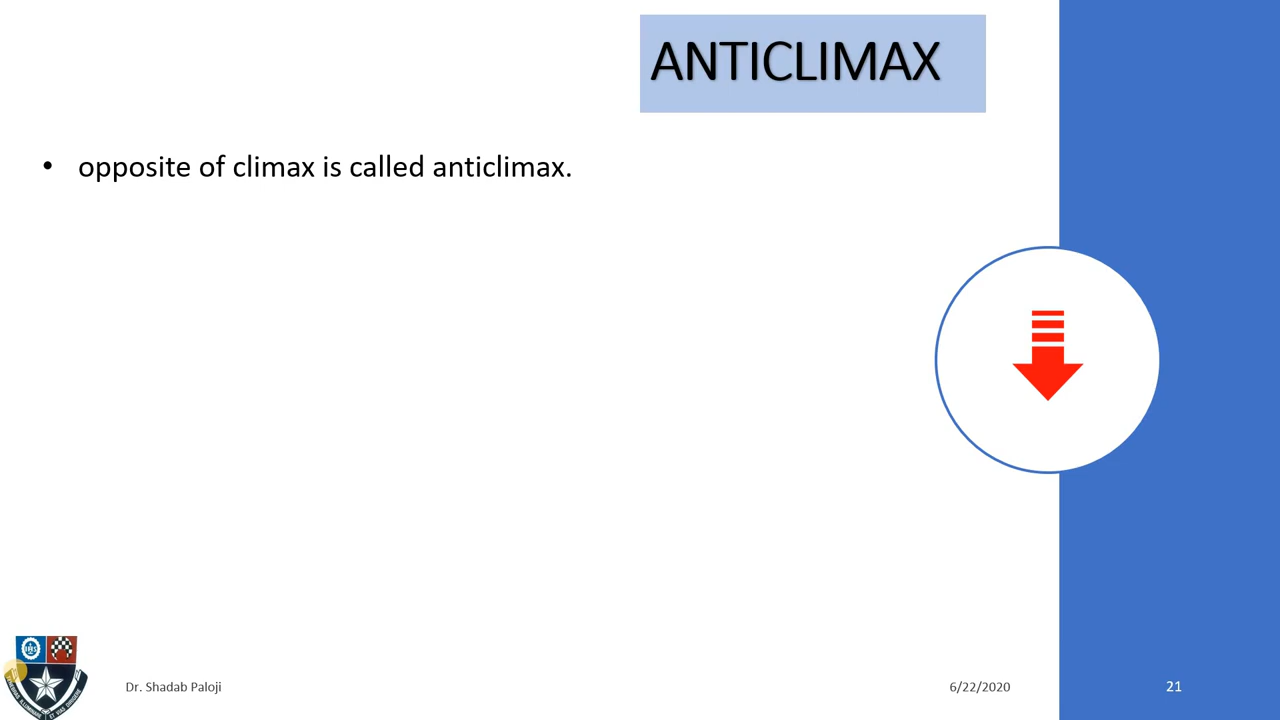 ANTICLIMAX
• opposite of climax is called anticlimax.
Dr. Shadab Paloji
6/22/2020
21